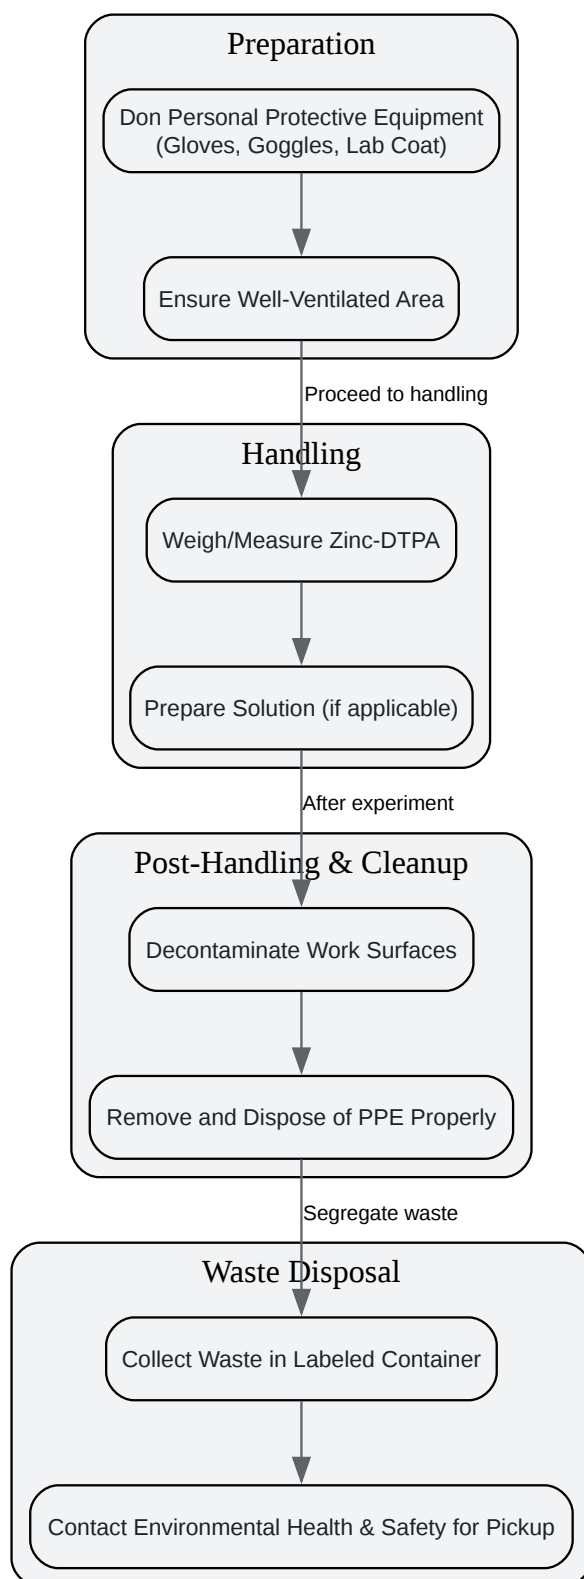 Preparation
Don Personal Protective Equipment
(Gloves, Goggles, Lab Coat)
Ensure Well-Ventilated Area
Proceed to handling
Handling
Weigh/Measure Zinc-DTPA
Prepare Solution (if applicable)
After experiment
Post-Handling & Cleanup
Decontaminate Work Surfaces
Remove and Dispose of PPE Properly
Segregate waste
Waste Disposal
Collect Waste in Labeled Container
Contact Environmental Health & Safety for Pickup